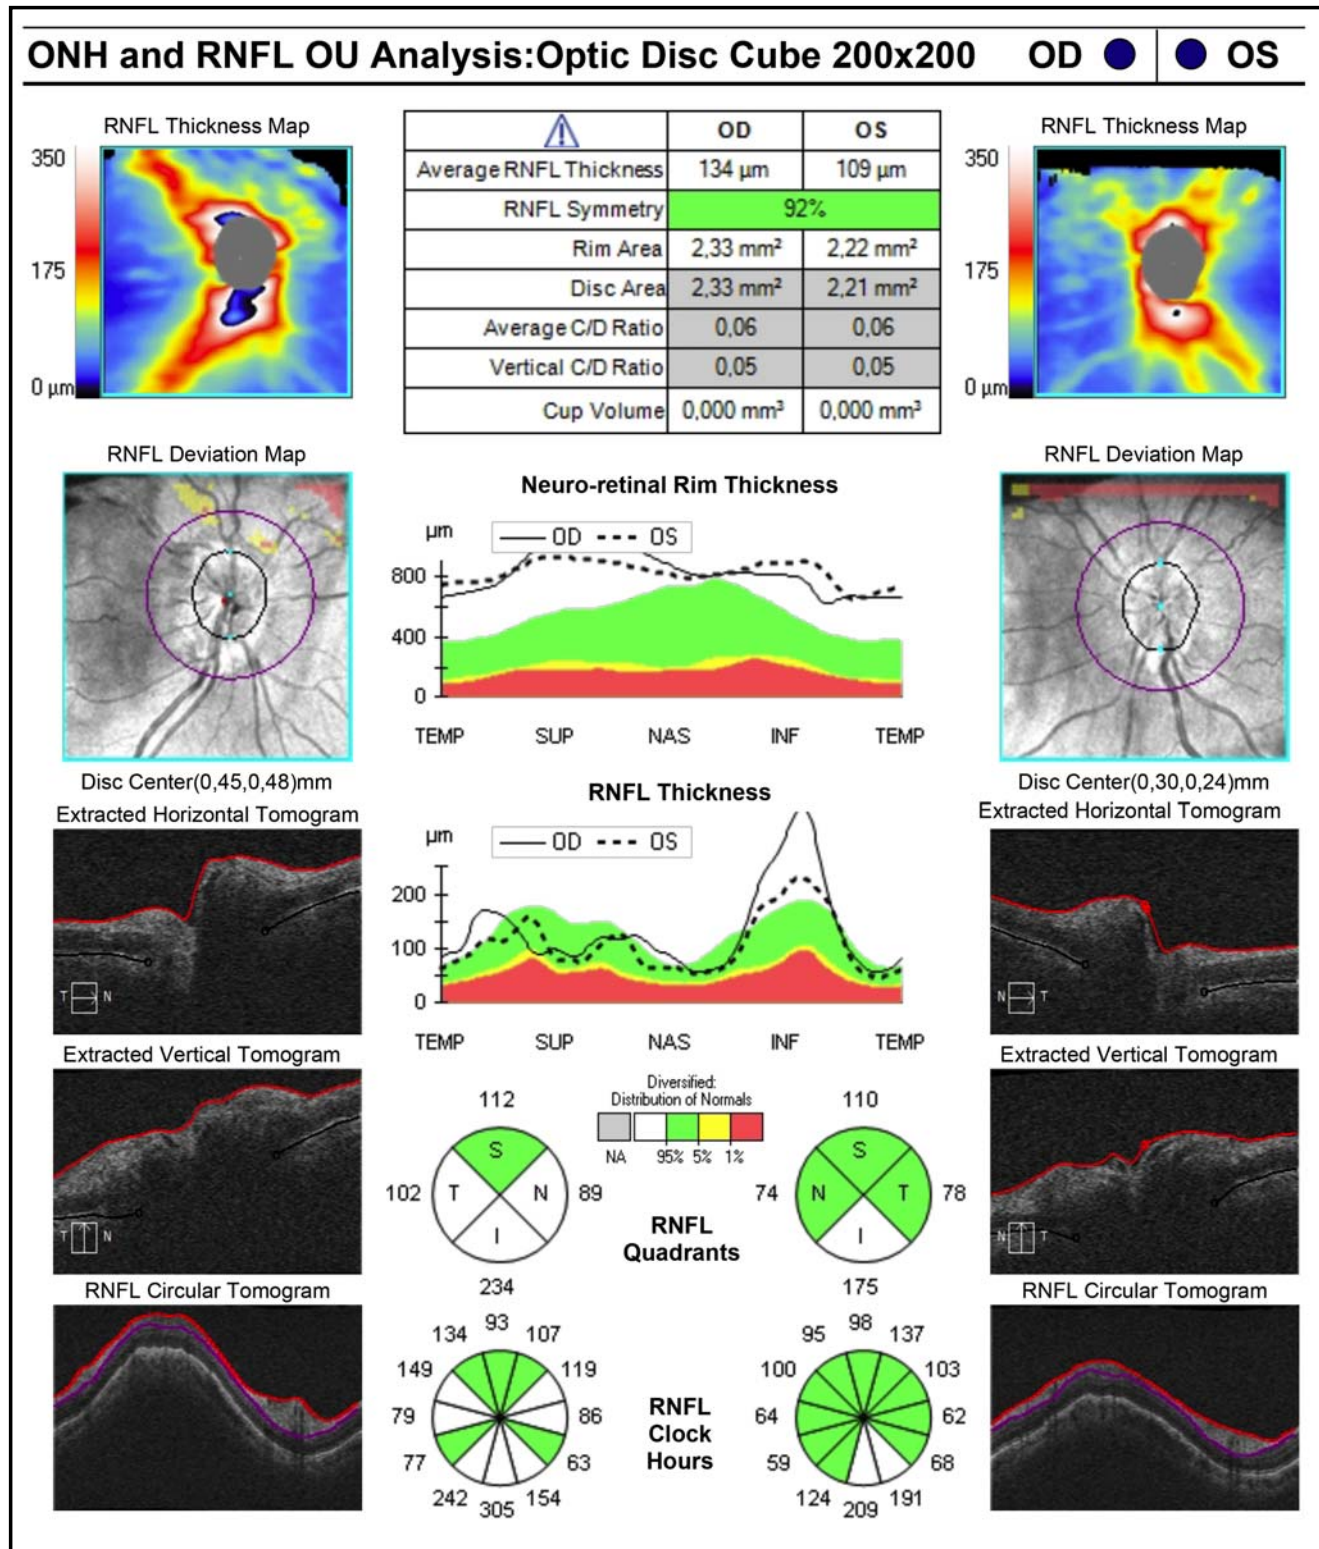 ONH and RNFL OU Analysis:Optic Disc Cube 200x200 OD OS
RNFL Thickness Map
350
175
0 µm
OD OS
Average RNFL Thickness 134 µm 109 µm
RNFL Symmetry 92%
Rim Area 2,33 mm² 2,22 mm²
Disc Area 2,33 mm² 2,21 mm²
Average C/D Ratio 0,06 0,06
Vertical C/D Ratio 0,05 0,05
Cup Volume 0,000 mm³ 0,000 mm³
RNFL Thickness Map
350
175
0 µm
RNFL Deviation Map
Disc Center(0,45,0,48)mm
Neuro-retinal Rim Thickness
µm
OD OS
800
400
0
TEMP SUP NAS INF TEMP
RNFL Deviation Map
Disc Center(0,30,0,24)mm
Extracted Horizontal Tomogram
T N
RNFL Thickness
µm
OD OS
200
100
0
TEMP SUP NAS INF TEMP
Extracted Horizontal Tomogram
N T
Extracted Vertical Tomogram
T N
Diversified:
Distribution of Normals
NA 95% 5% 1%
112
S
102 T N 89
I
234
RNFL
Quadrants
110
S
74 N T 78
I
175
Extracted Vertical Tomogram
N T
RNFL Circular Tomogram
93
134 107
149 119
79 86
77 63
242 154
305
RNFL
Clock
Hours
98
95 137
100 103
64 62
59 68
124 191
209
RNFL Circular Tomogram